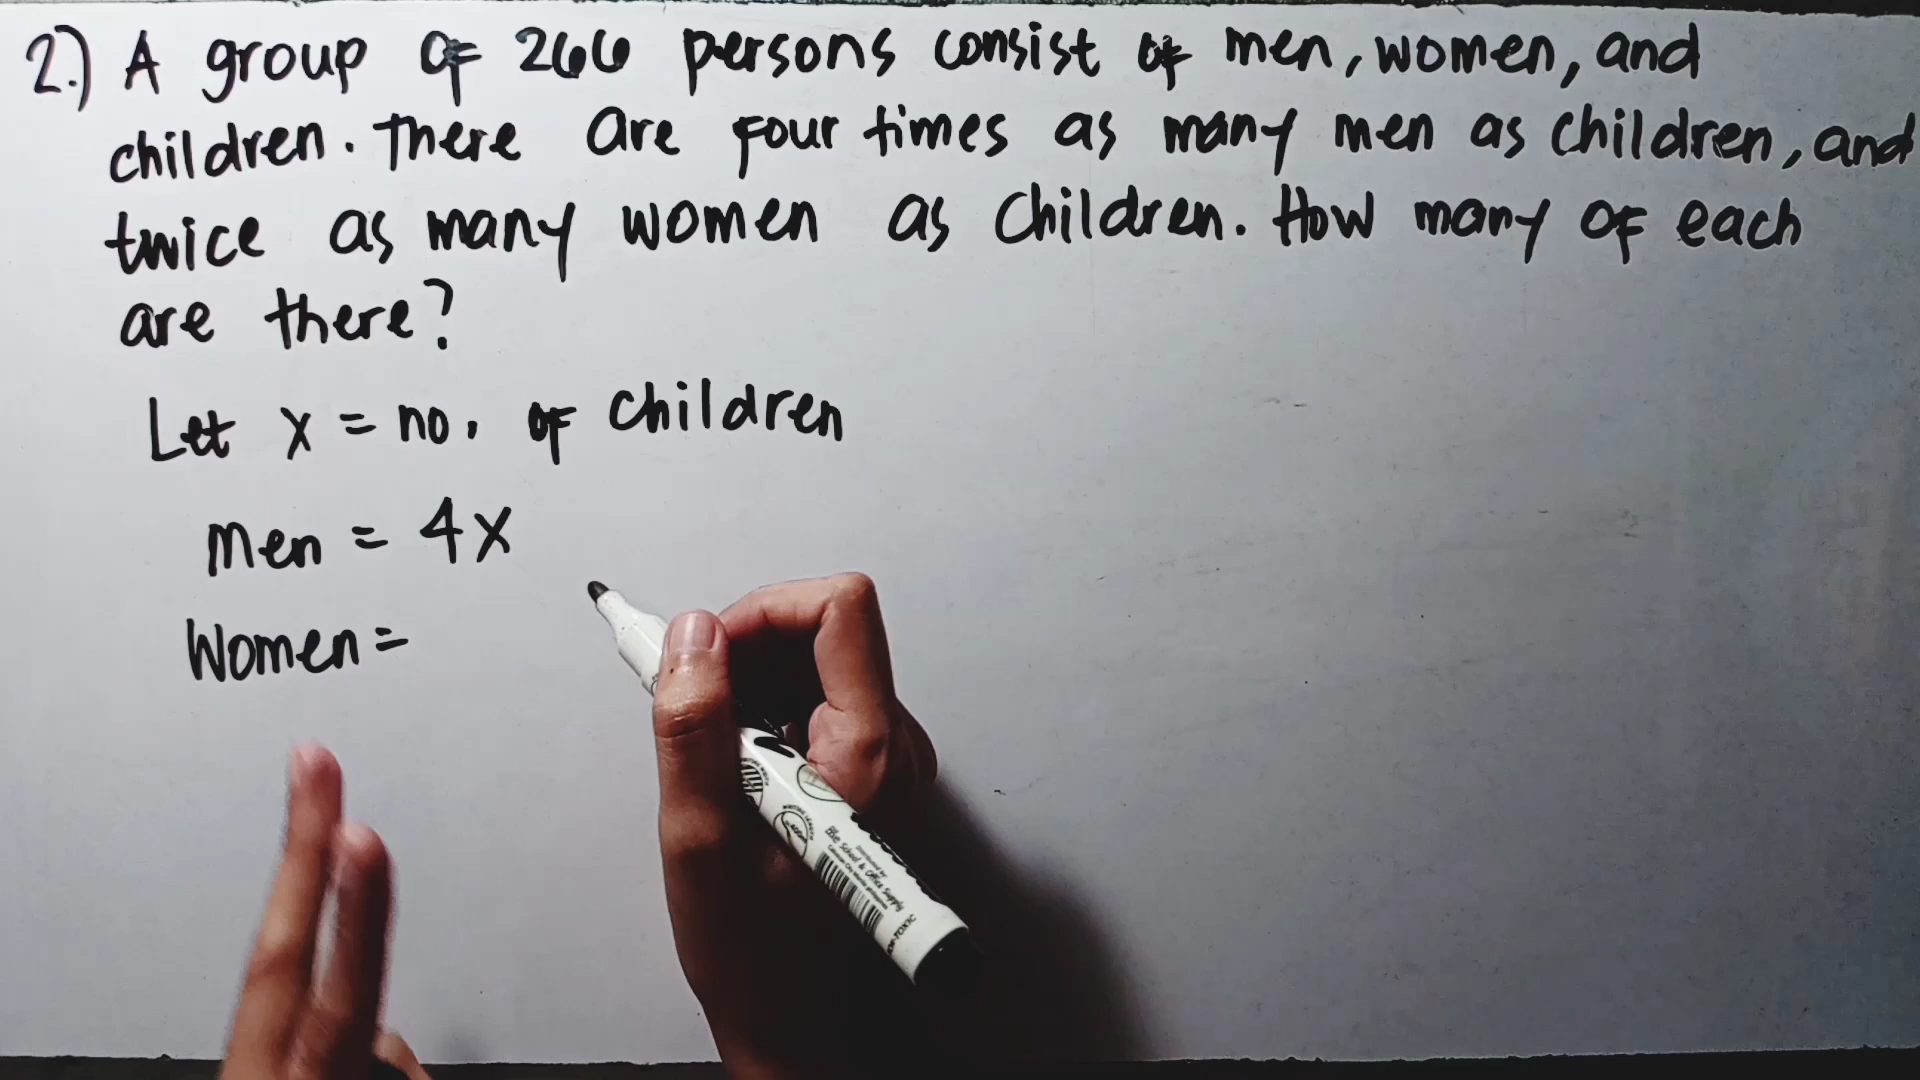 2.) A group of 266 persons consist of men, women, and
children. There are four times as many men as children, and
twice as many women as children. How many of each
are there?
Let x = no. of children
men = 4x
Women =